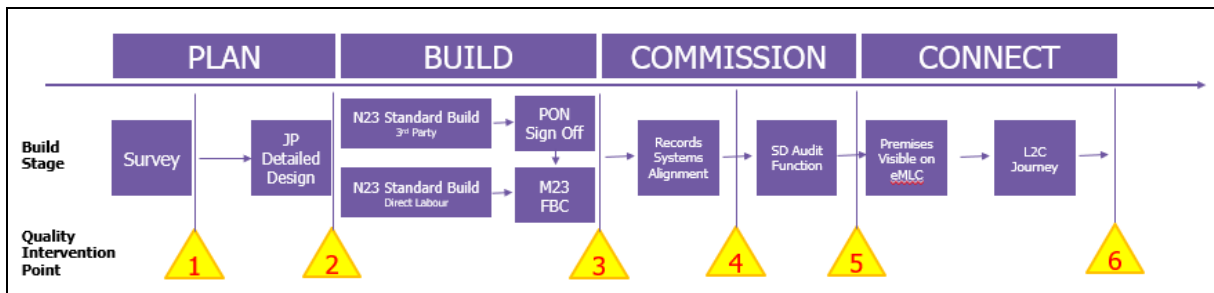 PLAN
BUILD
COMMISSION
CONNECT
Build
Stage
Survey
JP
Detailed
Design
N23 Standard Build
3rd Party
PON
Sign Off
N23 Standard Build
Direct Labour
M23
FBC
Records
Systems
Alignment
SD Audit
Function
Premises
Visible on
eMLC
L2C
Journey
Quality
Intervention
Point
1
2
3
4
5
6